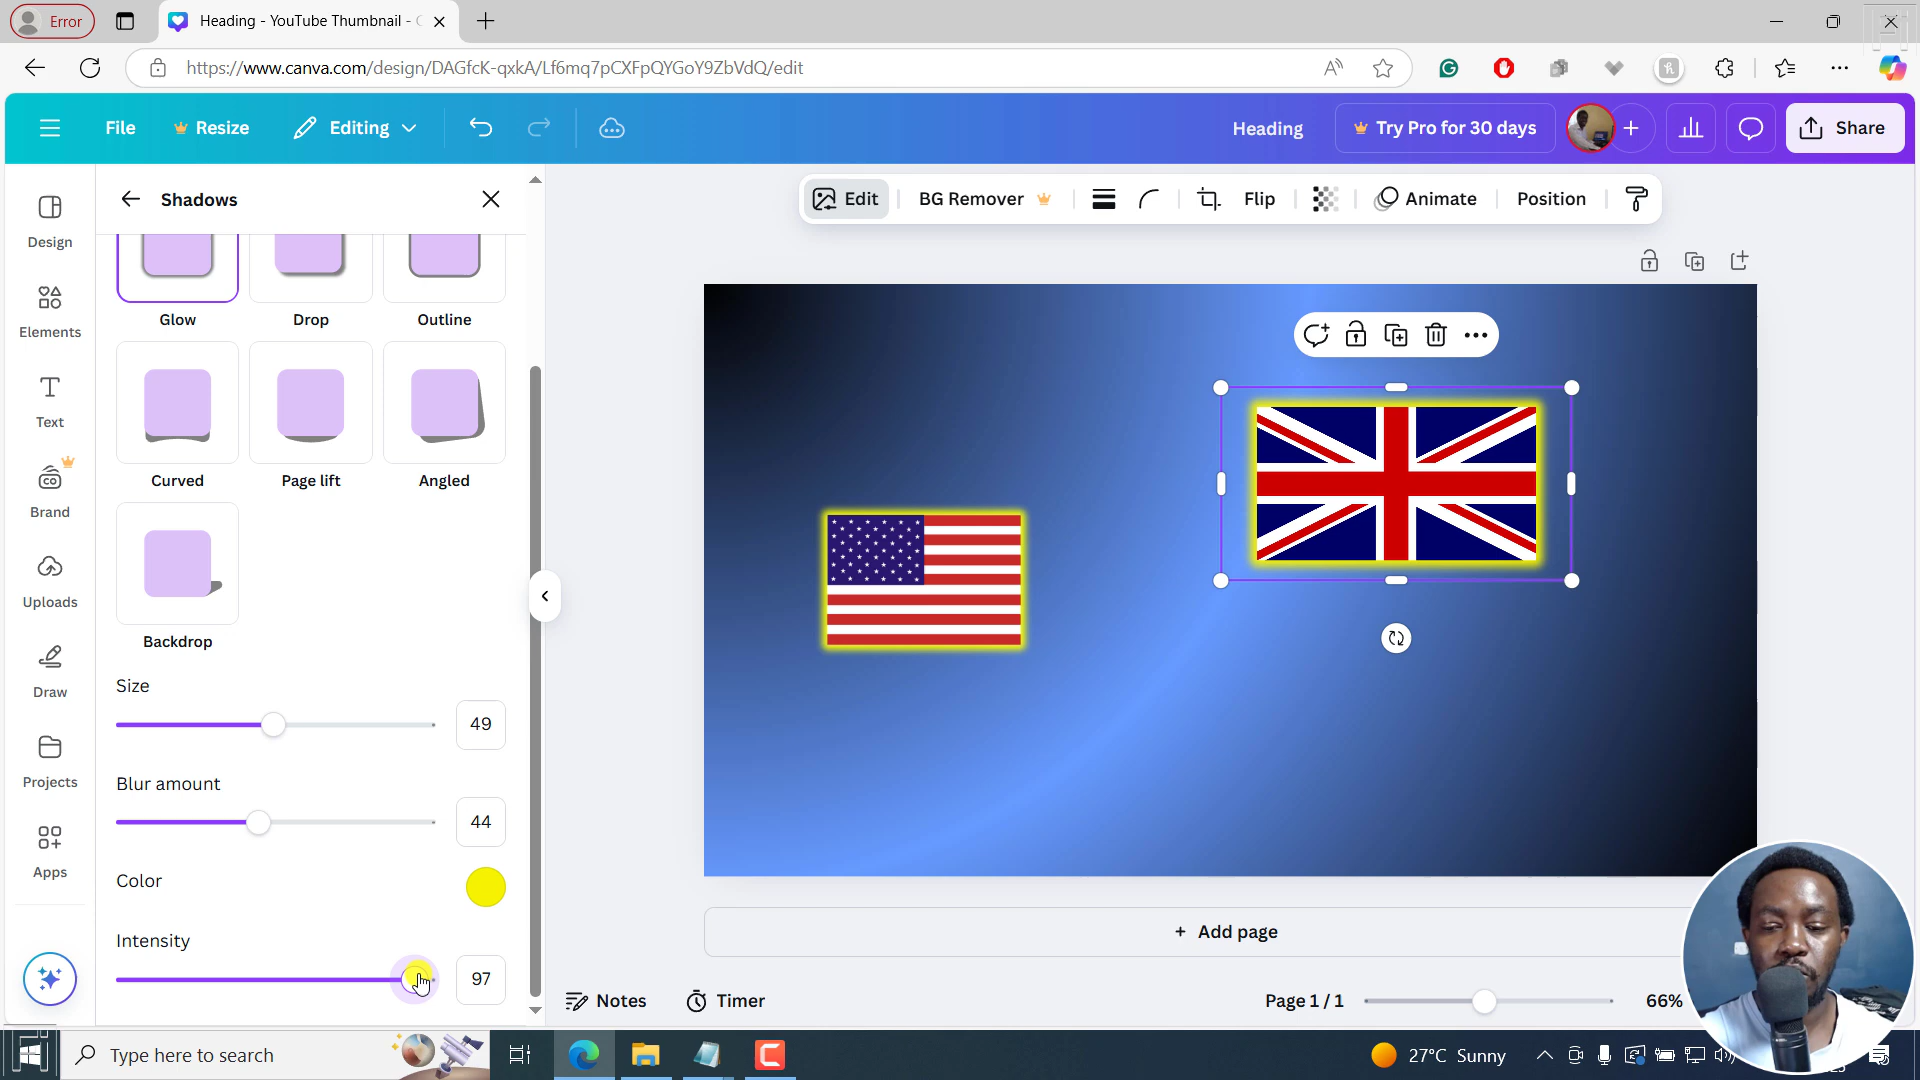 Error
Heading - YouTube Thumbnail - C
https://www.canva.com/design/DAGfcK-qxkA/Lf6mq7pCXFpQYGoY9ZbVdQ/edit
File
Resize
Editing
Heading
Try Pro for 30 days
Share
Design
Elements
Text
Brand
Uploads
Draw
Projects
Apps
Shadows
Glow
Drop
Outline
Curved
Page lift
Angled
Backdrop
Size
49
Blur amount
44
Color
Intensity
97
Edit
BG Remover
Flip
Animate
Position
+ Add page
Notes
Timer
Page 1 / 1
66%
Type here to search
27°C Sunny